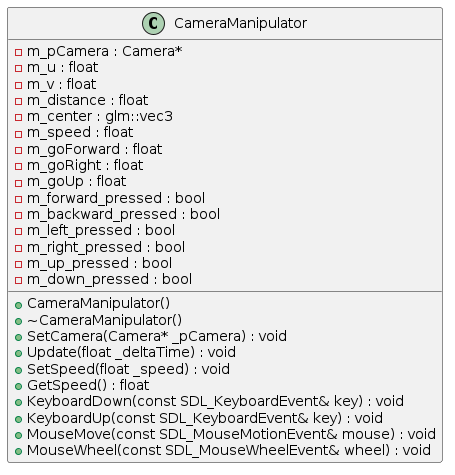 C CameraManipulator
m_pCamera : Camera*
m_u : float
m_v : float
m_distance : float
m_center : glm::vec3
m_speed : float
m_goForward : float
m_goRight : float
m_goUp : float
m_forward_pressed : bool
m_backward_pressed : bool
m_left_pressed : bool
m_right_pressed : bool
m_up_pressed : bool
m_down_pressed : bool
CameraManipulator()
~CameraManipulator()
SetCamera(Camera* _pCamera) : void
Update(float _deltaTime) : void
SetSpeed(float _speed) : void
GetSpeed() : float
KeyboardDown(const SDL_KeyboardEvent& key) : void
KeyboardUp(const SDL_KeyboardEvent& key) : void
MouseMove(const SDL_MouseMotionEvent& mouse) : void
MouseWheel(const SDL_MouseWheelEvent& wheel) : void